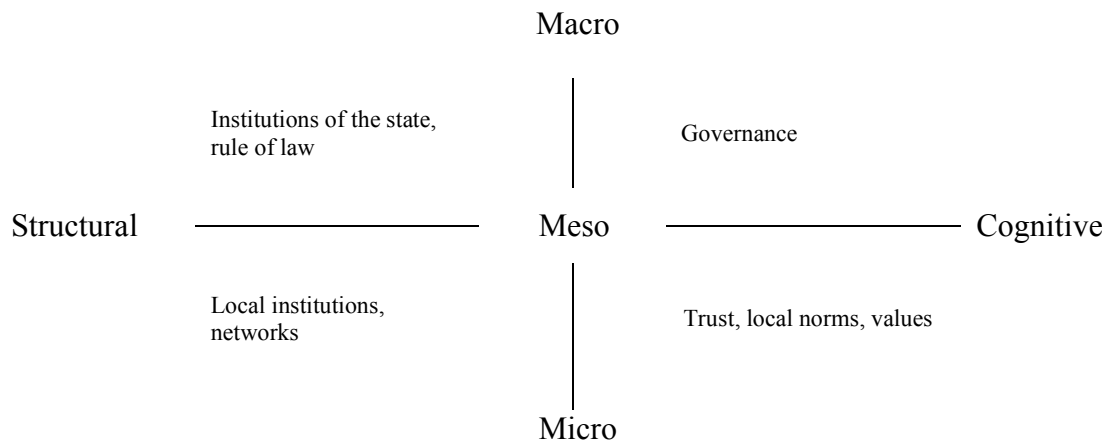 Macro
Institutions of the state,
rule of law
Governance
Structural
Meso
Cognitive
Local institutions,
networks
Trust, local norms, values
Micro